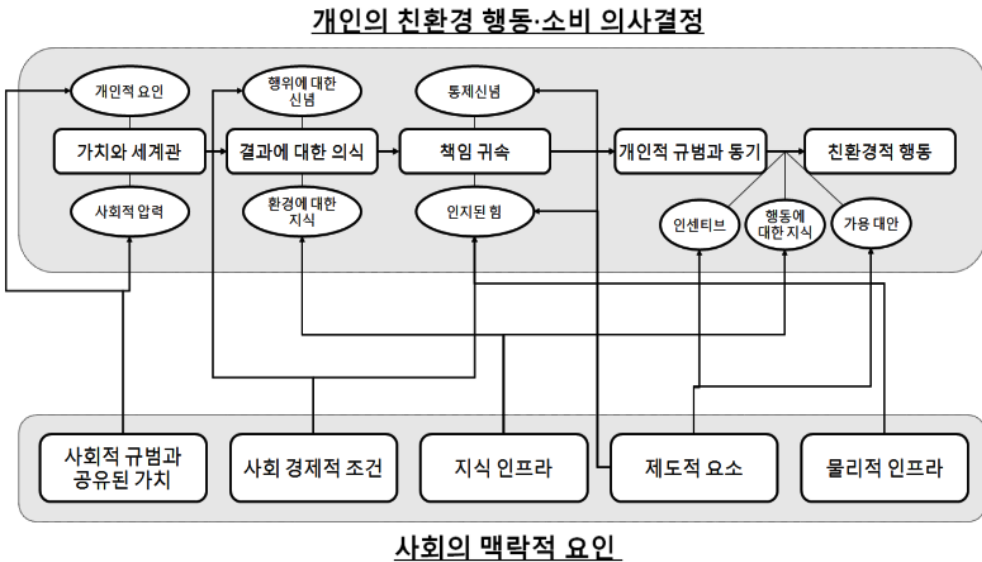 개인의 친환경 행동·소비 의사결정
개인적 요인
행위에 대한
신념
통제신념
가치와 세계관
결과에 대한 의식
책임 귀속
개인적 규범과 동기
친환경적 행동
사회적 압력
환경에 대한
지식
인지된 힘
인센티브
행동에
대한 지식
가용 대안
사회적 규범과
공유된 가치
사회 경제적 조건
지식 인프라
제도적 요소
물리적 인프라
사회의 맥락적 요인